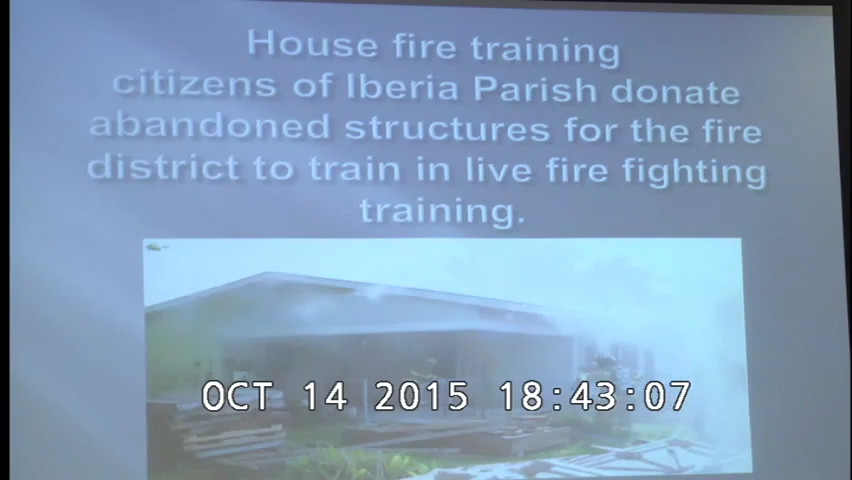 House fire training
citizens of Iberia Parish donate
abandoned structures for the fire
district to train in live fire fighting
training.
OCT 14 2015 18:43:07